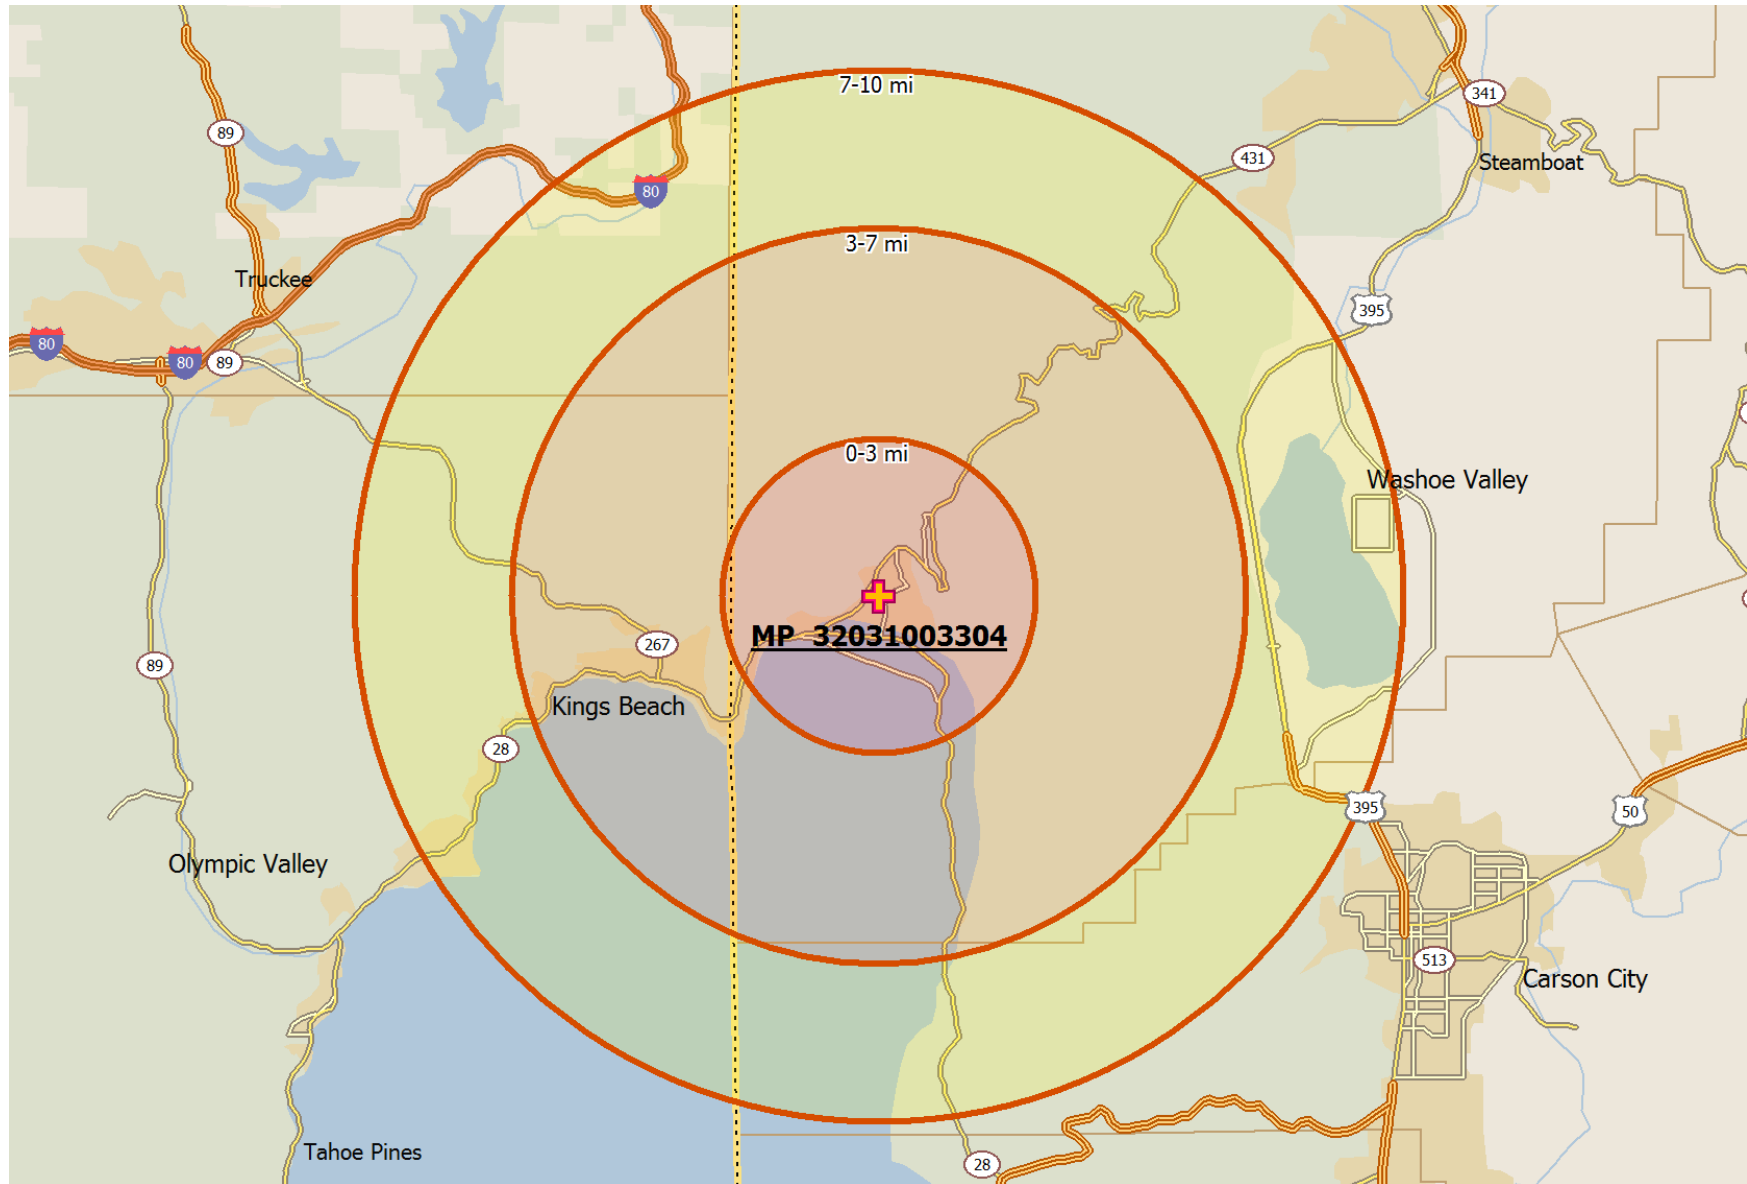 7-10 mi
341
89
431
Steamboat
80
3-7 mi
Truckee
395
80
80
89
0-3 mi
Washoe Valley
MP 32031003304
267
89
Kings Beach
28
395
50
Olympic Valley
513
Carson City
Tahoe Pines
28